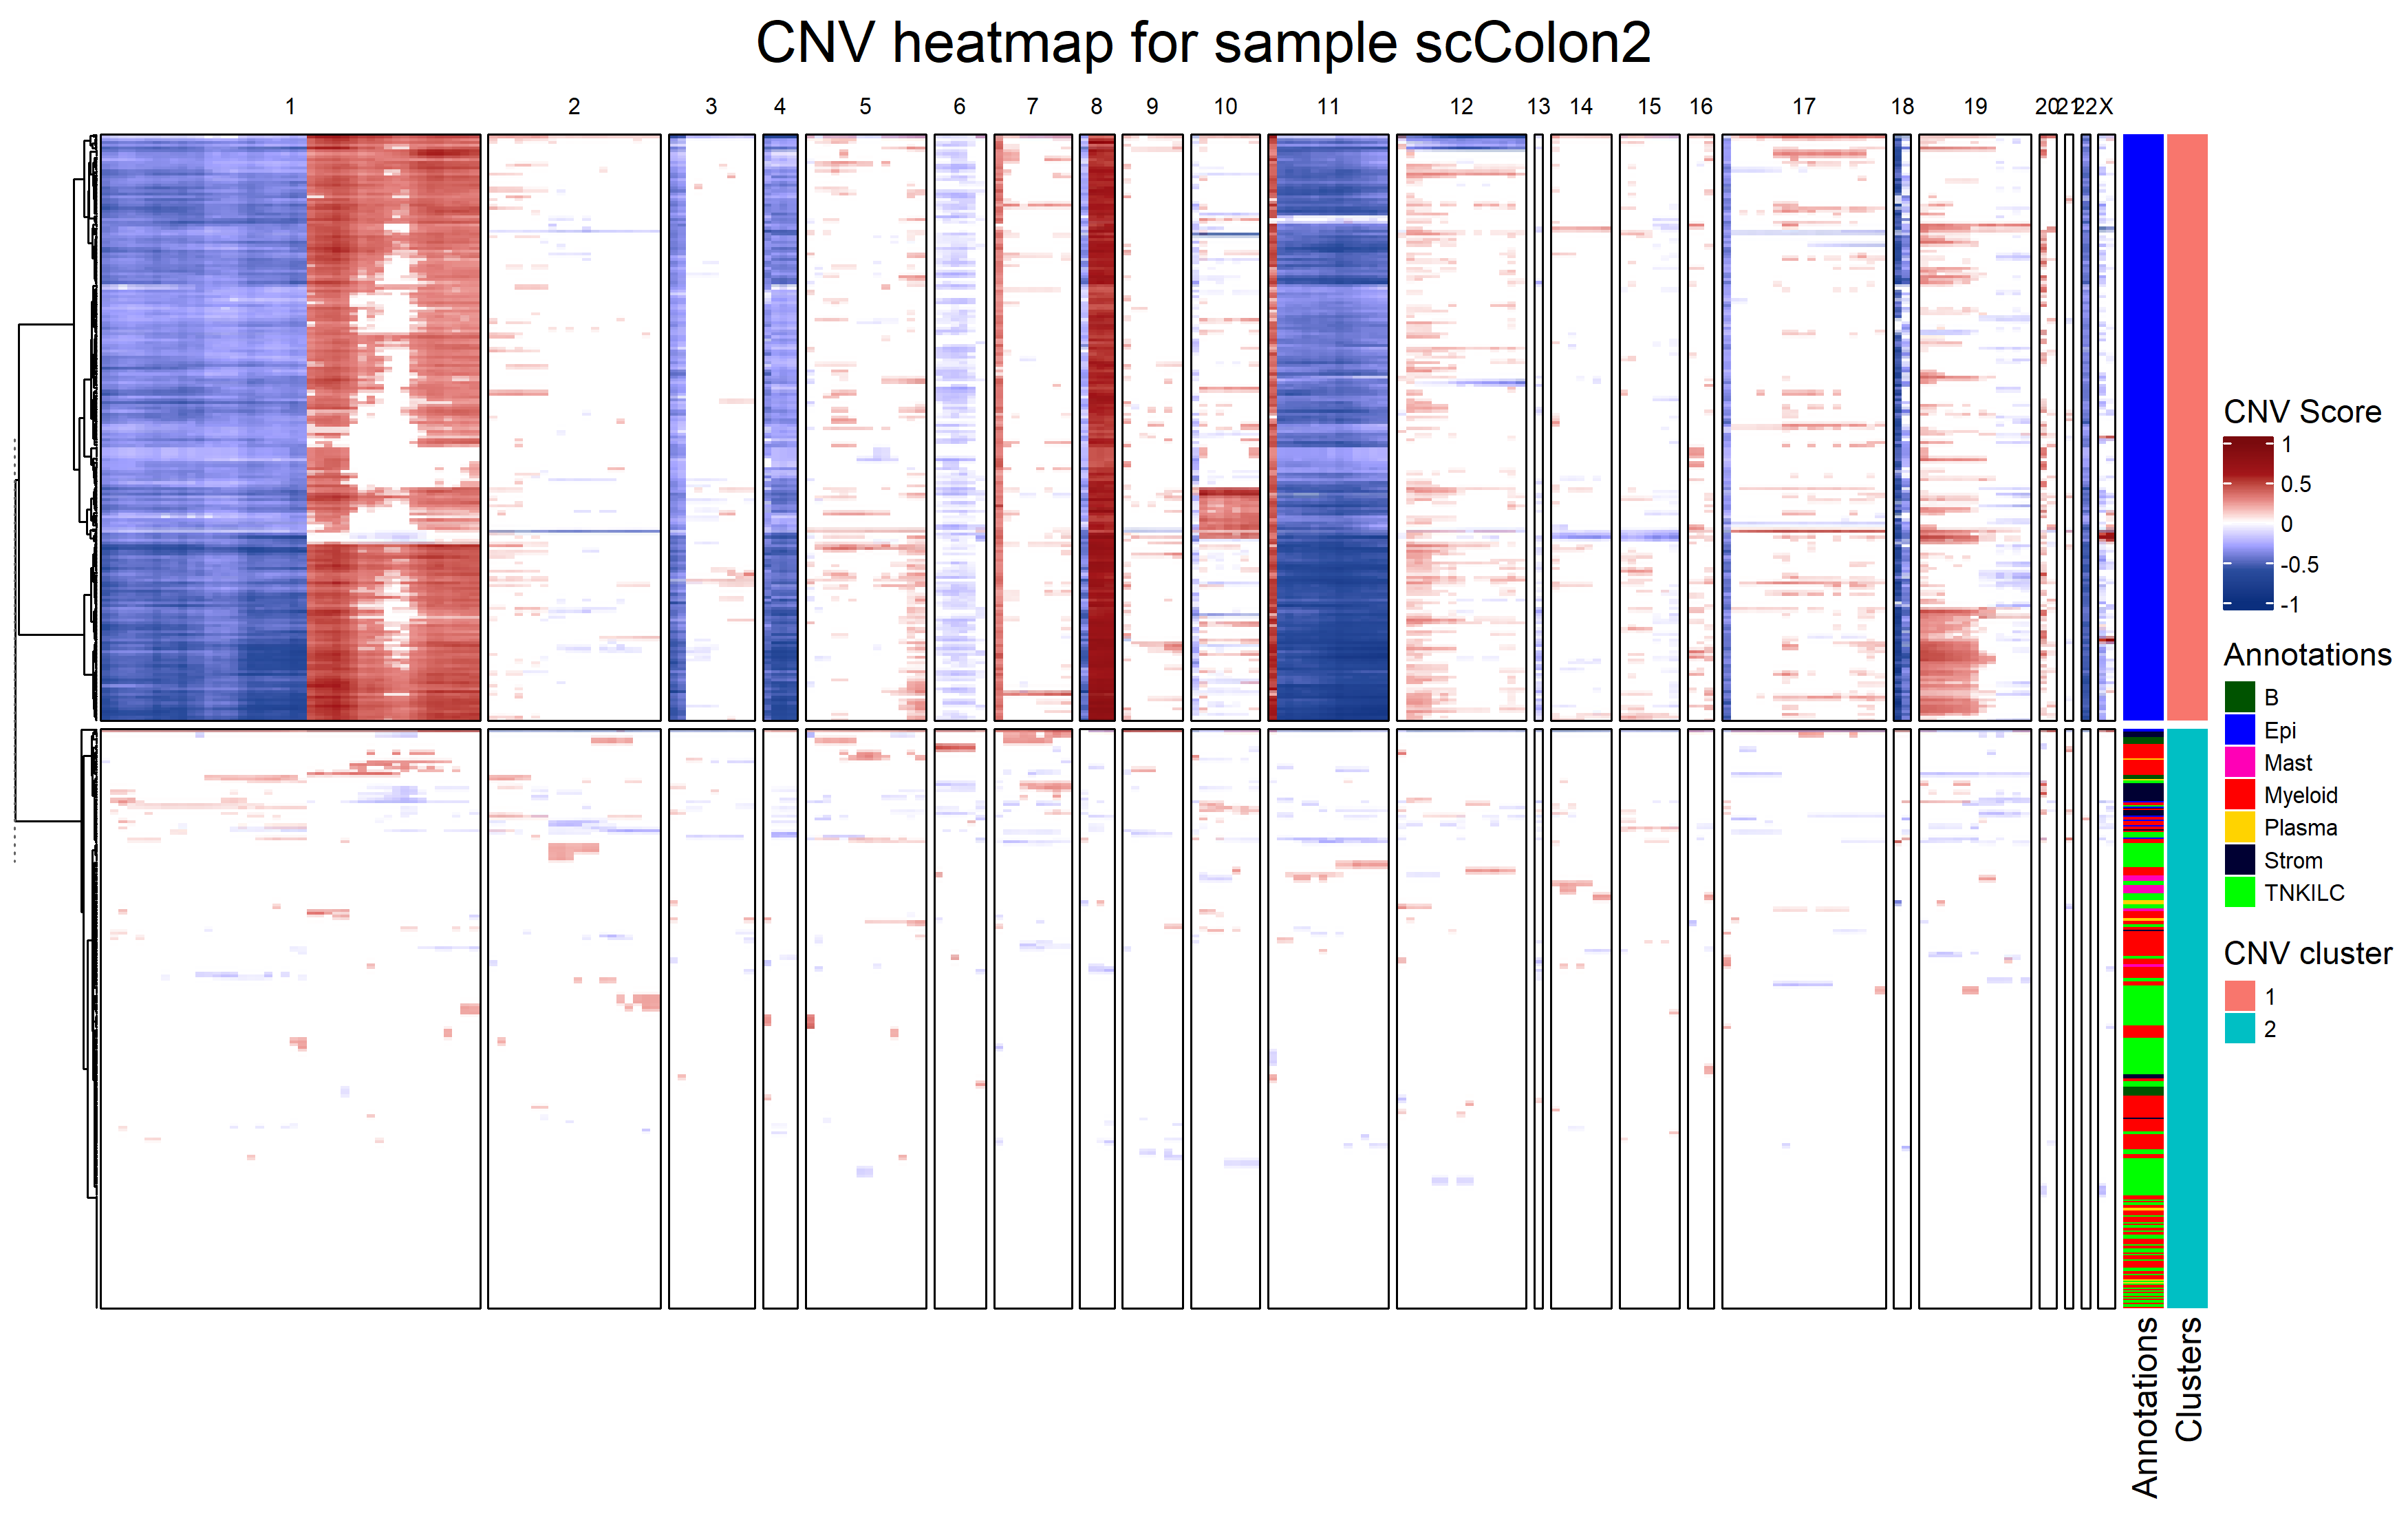 CNV heatmap for sample scColon2
1 2 3 4 5 6 7 8 9 10 11 12 13 14 15 16 17 18 19 20 21 22 X
CNV Score
1
0.5
0
-0.5
-1
Annotations
B
Epi
Mast
Myeloid
Plasma
Strom
TNKILC
CNV cluster
1
2
Annotations
Clusters